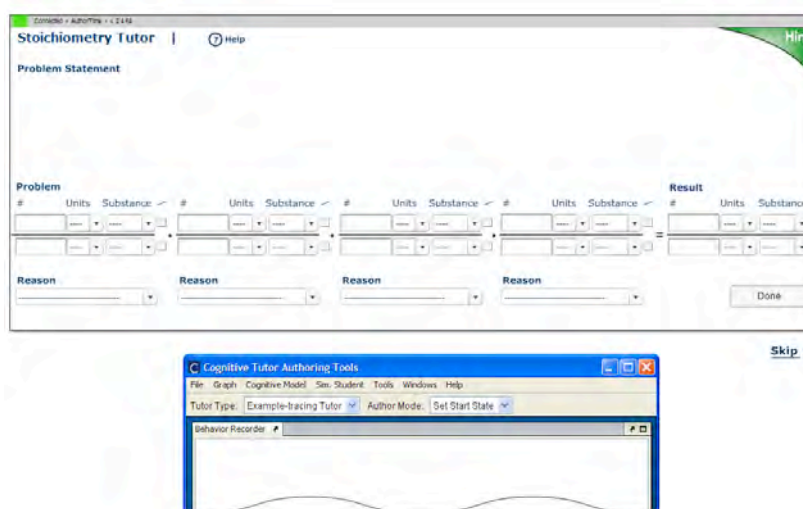 Stoichiometry Tutor | ? Help
Problem Statement
Problem Result
# Units Substance # Units Substance # Units Substance # Units Substance # Units Substance
---- ---- ---- ---- ---- ---- ---- ---- ---- ----
=
---- ---- ---- ---- ---- ---- ---- ---- ---- ----
Reason Reason Reason Reason
Done
Skip
Cognitive Tutor Authoring Tools
File Graph Cognitive Model Sim. Student Tools Windows Help
Tutor Type: Example-tracing Tutor Author Mode: Set Start State
Behavior Recorder